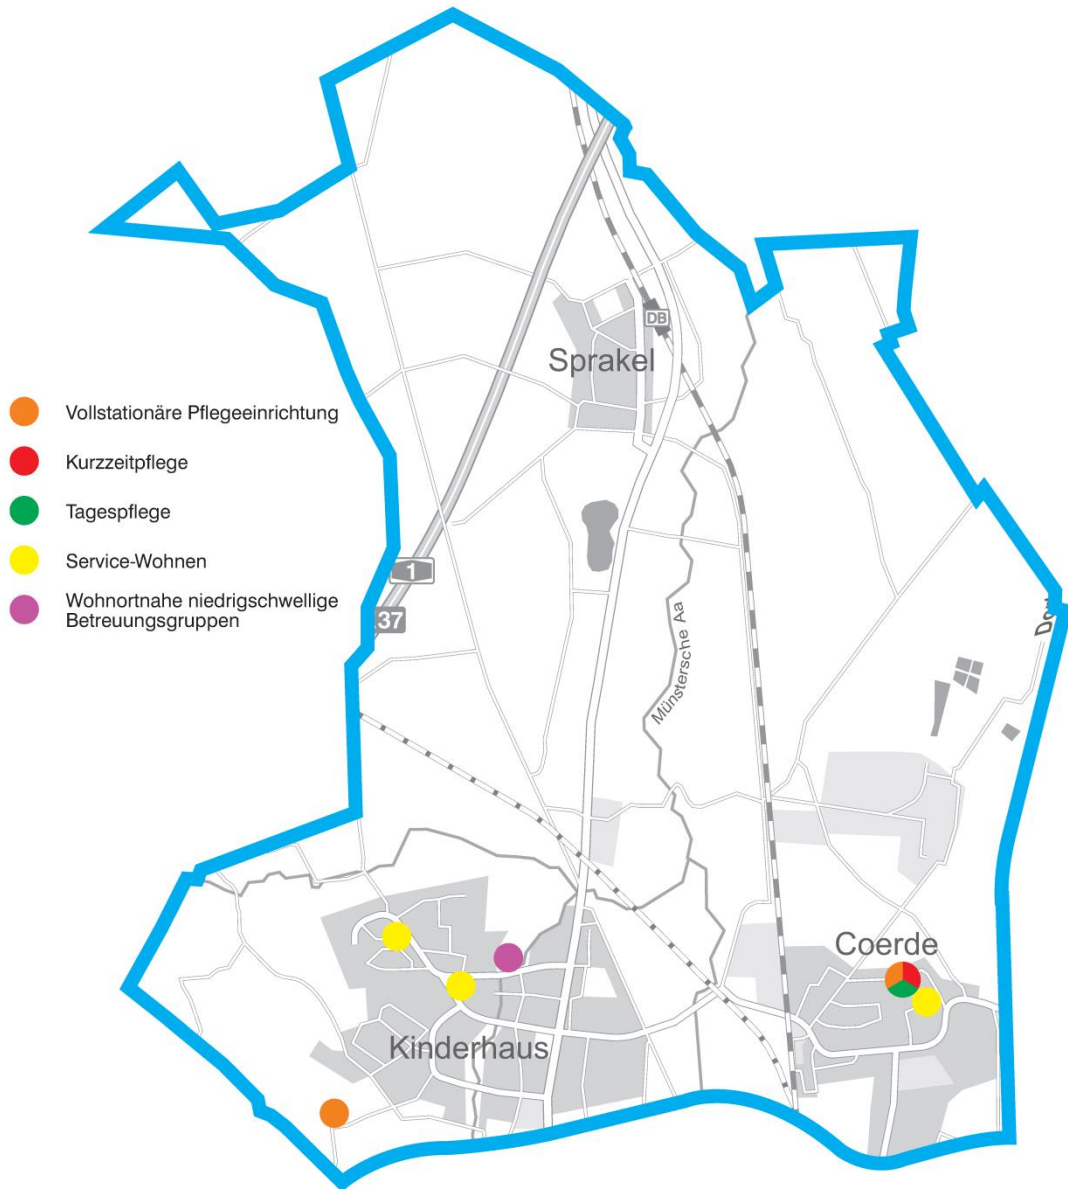 DB
Sprakel
Vollstationäre Pflegeeinrichtung
Kurzzeitpflege
Tagespflege
Service-Wohnen
Wohnortnahe niedrigschwellige
Betreuungsgruppen
1
37
Münstersche Aa
Coerde
Kinderhaus